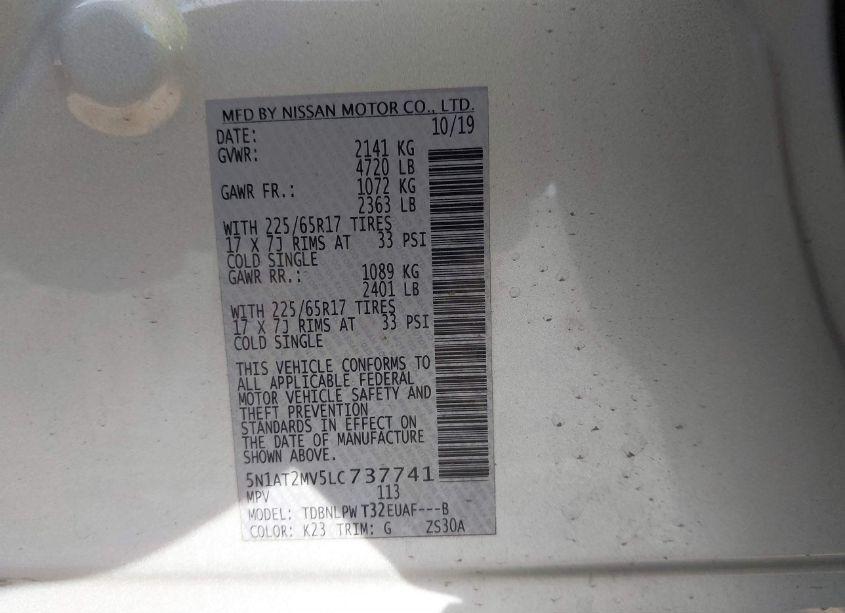 MFD BY NISSAN MOTOR CO., LTD.
DATE: 10/19
GVWR: 2141 KG
4720 LB
GAWR FR.: 1072 KG
2363 LB
WITH 225/65R17 TIRES
17 X 7J RIMS AT 33 PSI
COLD SINGLE
GAWR RR.: 1089 KG
2401 LB
WITH 225/65R17 TIRES
17 X 7J RIMS AT 33 PSI
COLD SINGLE
THIS VEHICLE CONFORMS TO
ALL APPLICABLE FEDERAL
MOTOR VEHICLE SAFETY AND
THEFT PREVENTION
STANDARDS IN EFFECT ON
THE DATE OF MANUFACTURE
SHOWN ABOVE.
5N1AT2MV5LC737741
MPV 113
MODEL: TDBNLPW T32EUAF---B
COLOR: K23 TRIM: G ZS30A